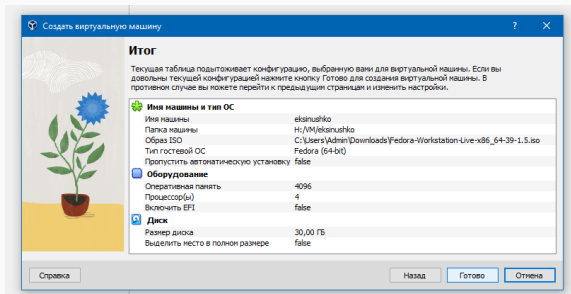 Создать виртуальную машину
Итог
Текущая таблица подытоживает конфигурацию, выбранную вами для виртуальной машины. Если вы
довольны текущей конфигурацией нажмите кнопку Готово для создания виртуальной машины. В
противном случае вы можете перейти к предыдущим страницам и изменить настройки.
Имя машины и тип ОС
Имя машины eksinushko
Папка машины H:/VM/eksinushko
Образ ISO C:\Users\Admin\Downloads\Fedora-Workstation-Live-x86_64-39-1.5.iso
Тип гостевой ОС Fedora (64-bit)
Пропустить автоматическую установку false
Оборудование
Оперативная память 4096
Процессор(ы) 4
Включить EFI false
Диск
Размер диска 30,00 ГБ
Выделить место в полном размере false
Справка Назад Готово Отмена